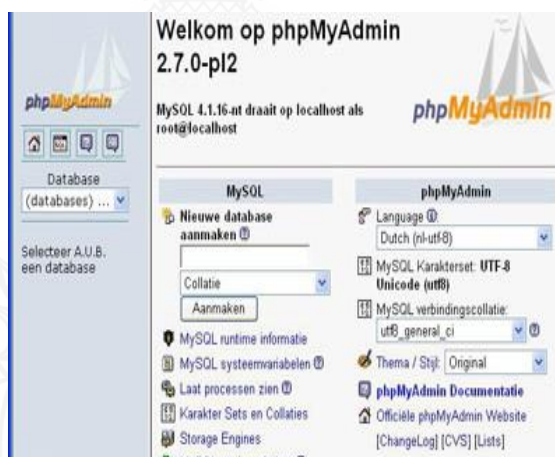 phpMyAdmin
Database
(databases) ...
Selecteer A.U.B.
een database
Welkom op phpMyAdmin
2.7.0-pl2
MySQL 4.1.16-nt draait op localhost als
root@localhost
phpMyAdmin
MySQL
Nieuwe database
aanmaken
Collatie
Aanmaken
MySQL runtime informatie
MySQL systeemvariabelen
Laat processen zien
Karakter Sets en Collaties
Storage Engines
phpMyAdmin
Language
Dutch (nl-utf-8)
MySQL Karakterset: UTF-8
Unicode (utf8)
MySQL verbindingscollatie:
utf8_general_ci
Thema / Stijl: Original
phpMyAdmin Documentatie
Officiële phpMyAdmin Website
[ChangeLog] [CVS] [Lists]